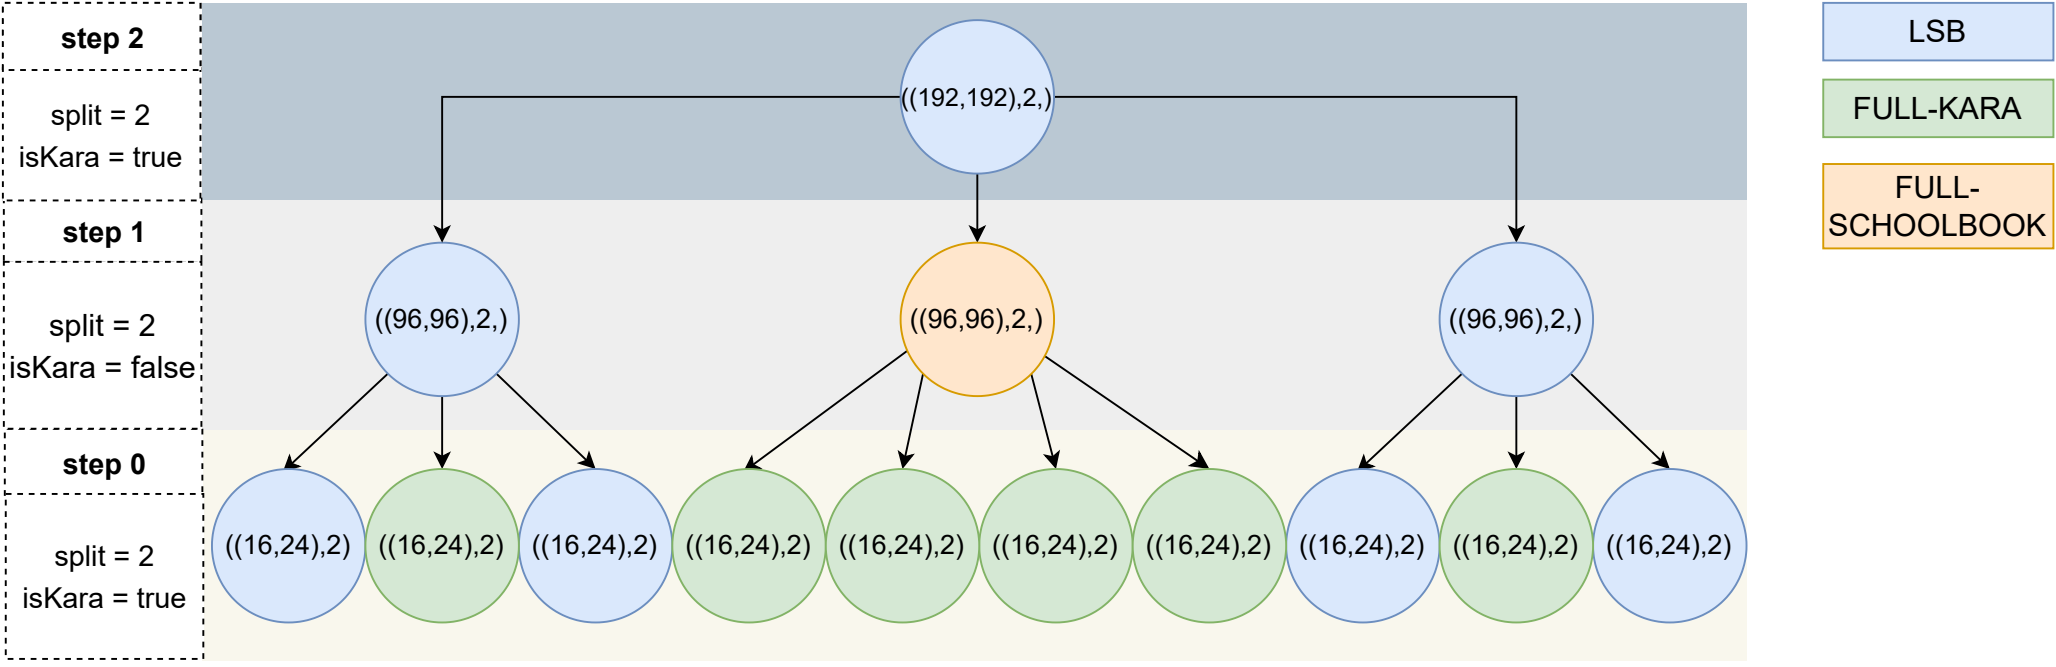 step 2
split = 2
isKara = true
((192,192),2,)
LSB
FULL-KARA
FULL-
SCHOOLBOOK
step 1
split = 2
isKara = false
((96,96),2,)
((96,96),2,)
((96,96),2,)
step 0
split = 2
isKara = true
((16,24),2)
((16,24),2)
((16,24),2)
((16,24),2)
((16,24),2)
((16,24),2)
((16,24),2)
((16,24),2)
((16,24),2)
((16,24),2)